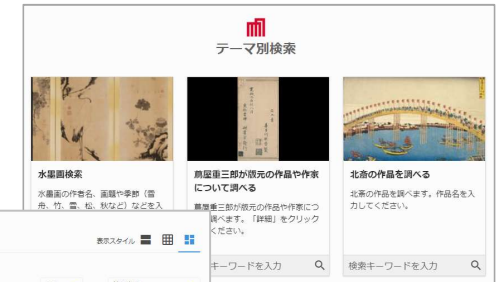 テーマ別検索
水墨画検索
水墨画の作者名、画題や季節（雪
舟、竹、雪、松、秋など）を入
蔦屋重三郎が版元の作品や作家
について調べる
蔦屋重三郎が版元の作品や作家につ
調べます。「詳細」をクリック
ください。
キーワードを入力
北斎の作品を調べる
北斎の作品を調べます。作品名を入
力してください。
検索キーワードを入力
表示スタイル